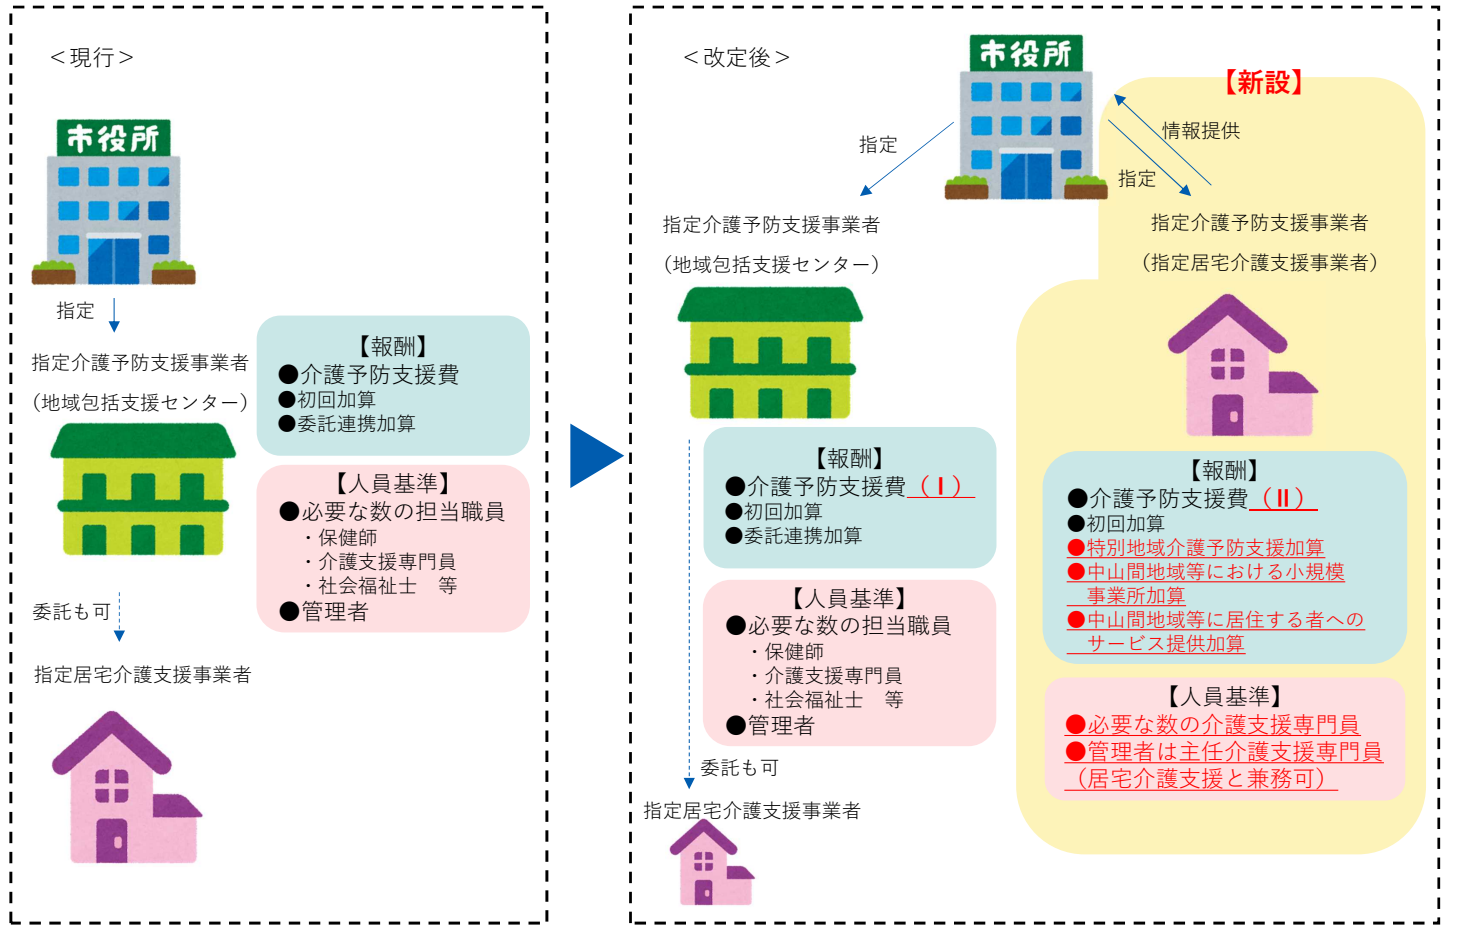 ＜現行＞
市役所
指定
指定介護予防支援事業者
（地域包括支援センター）
【報酬】
●介護予防支援費
●初回加算
●委託連携加算
【人員基準】
●必要な数の担当職員
・保健師
・介護支援専門員
・社会福祉士　等
●管理者
委託も可
指定居宅介護支援事業者
＜改定後＞
市役所
【新設】
指定
情報提供
指定
指定介護予防支援事業者
（地域包括支援センター）
【報酬】
●介護予防支援費（Ⅰ）
●初回加算
●委託連携加算
【人員基準】
●必要な数の担当職員
・保健師
・介護支援専門員
・社会福祉士　等
●管理者
委託も可
指定居宅介護支援事業者
指定介護予防支援事業者
（指定居宅介護支援事業者）
【報酬】
●介護予防支援費（Ⅱ）
●初回加算
●特別地域介護予防支援加算
●中山間地域等における小規模
事業所加算
●中山間地域等に居住する者への
サービス提供加算
【人員基準】
●必要な数の介護支援専門員
●管理者は主任介護支援専門員
（居宅介護支援と兼務可）